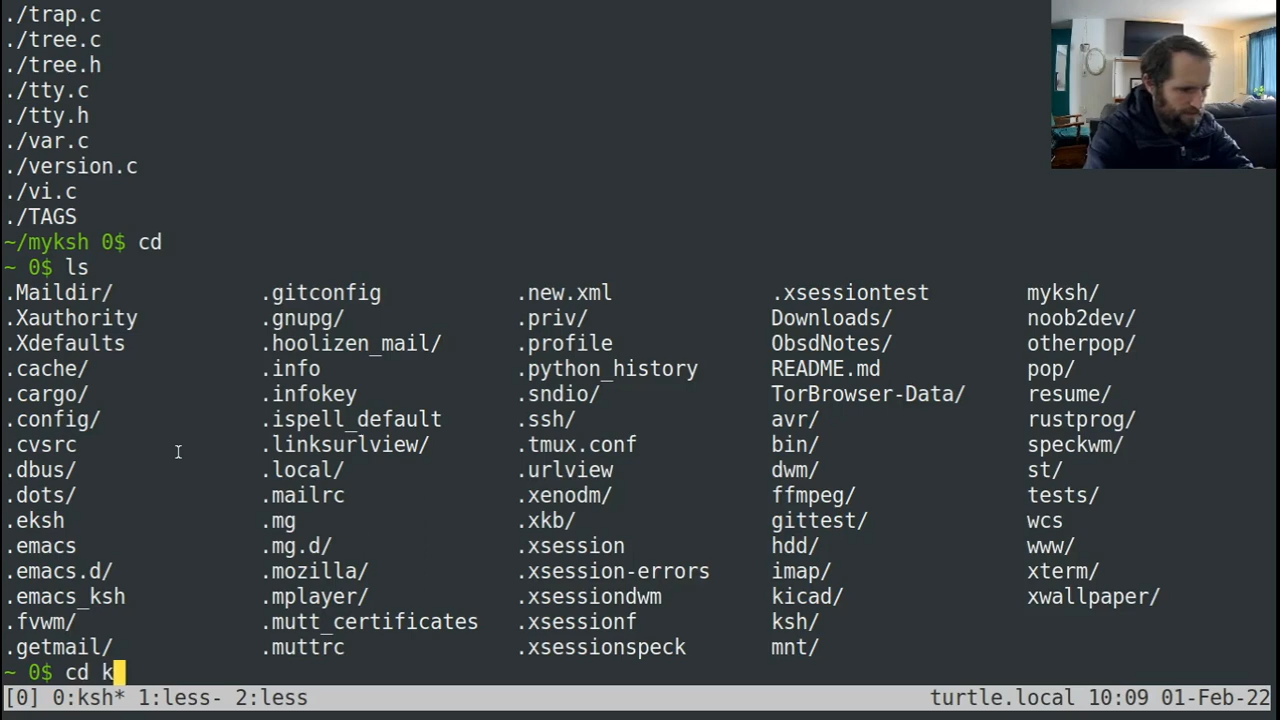 ./trap.c
./tree.c
./tree.h
./tty.c
./tty.h
./var.c
./version.c
./vi.c
./TAGS
~/myksh 0$ cd
~ 0$ ls
.Maildir/ .gitconfig .new.xml .xsessiontest myksh/
.Xauthority .gnupg/ .priv/ Downloads/ noob2dev/
.Xdefaults .hoolizen_mail/ .profile ObsdNotes/ otherpop/
.cache/ .info .python_history README.md pop/
.cargo/ .infokey .sndio/ TorBrowser-Data/ resume/
.config/ .ispell_default .ssh/ avr/ rustprog/
.cvsrc .linksurlview/ .tmux.conf bin/ speckwm/
.dbus/ .local/ .urlview dwm/ st/
.dots/ .mailrc .xenodm/ ffmpeg/ tests/
.eksh .mg .xkb/ gittest/ wcs
.emacs .mg.d/ .xsession hdd/ www/
.emacs.d/ .mozilla/ .xsession-errors imap/ xterm/
.emacs_ksh .mplayer/ .xsessiondwm kicad/ xwallpaper/
.fvwm/ .mutt_certificates .xsessionf ksh/
.getmail/ .muttrc .xsessionspeck mnt/
~ 0$ cd k
[0] 0:ksh* 1:less- 2:less turtle.local 10:09 01-Feb-22